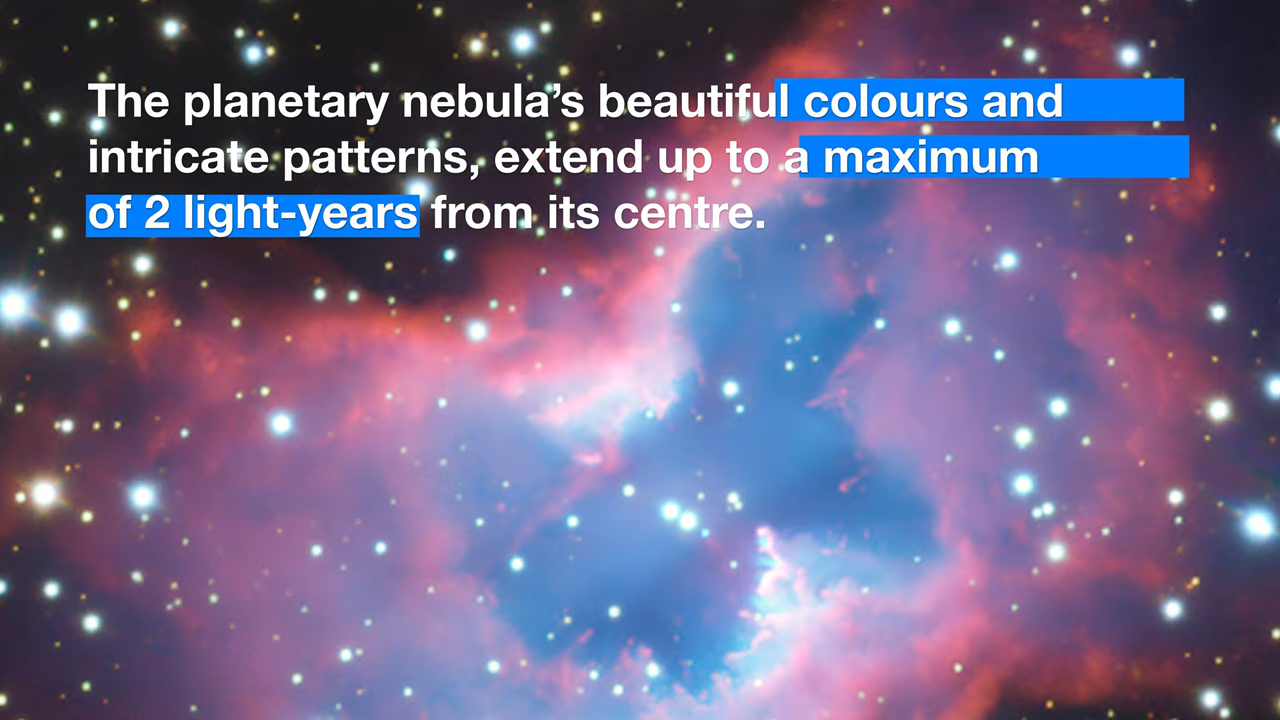 The planetary nebula’s beautiful colours and
intricate patterns, extend up to a maximum
of 2 light-years from its centre.